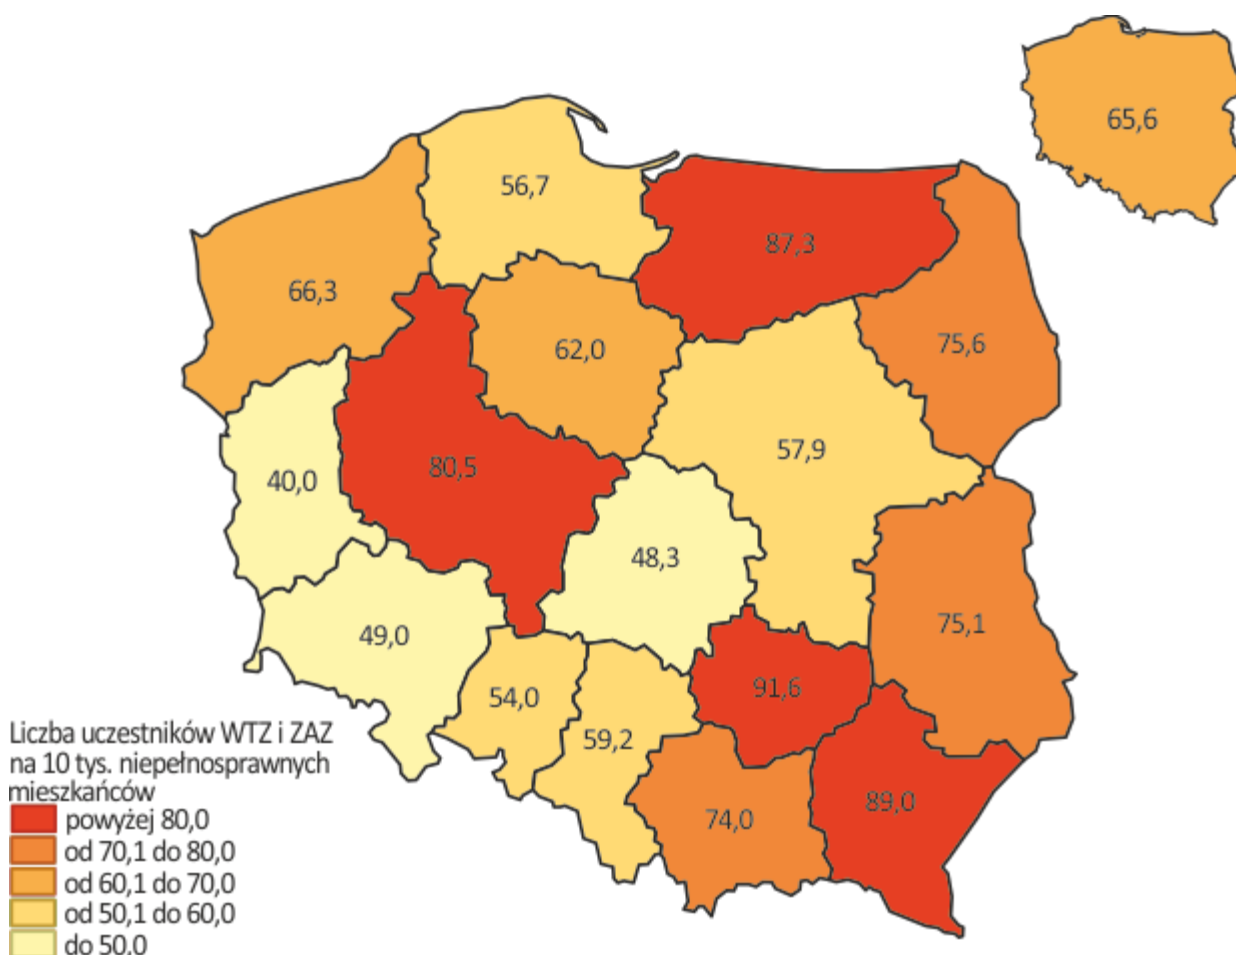 65,6
56,7
87,3
66,3
75,6
62,0
57,9
80,5
40,0
48,3
75,1
49,0
91,6
54,0
59,2
89,0
74,0
Liczba uczestników WTZ i ZAZ
na 10 tys. niepełnosprawnych
mieszkańców
powyżej 80,0
od 70,1 do 80,0
od 60,1 do 70,0
od 50,1 do 60,0
do 50,0